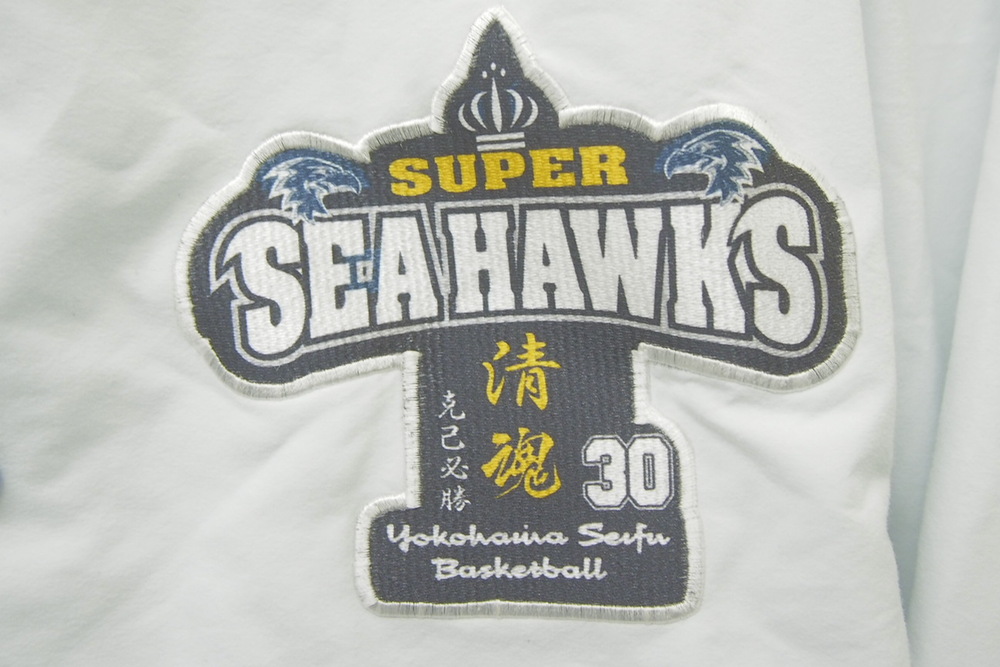 SUPER
SEAHAWKS
清魂
克己必勝
30
Yokohama Seifu
Basketball